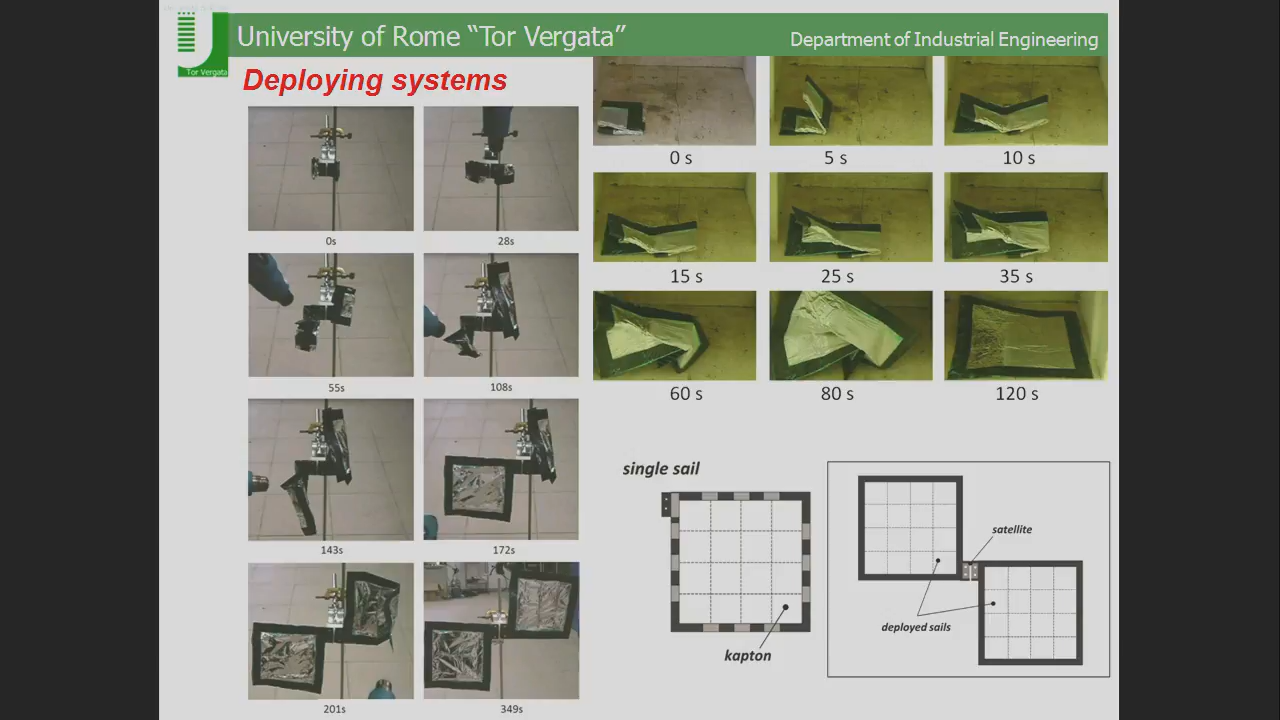 University of Rome “Tor Vergata”
Department of Industrial Engineering
Tor Vergata
Deploying systems
0s
28s
55s
108s
143s
172s
201s
349s
0 s
5 s
10 s
15 s
25 s
35 s
60 s
80 s
120 s
single sail
kapton
satellite
deployed sails